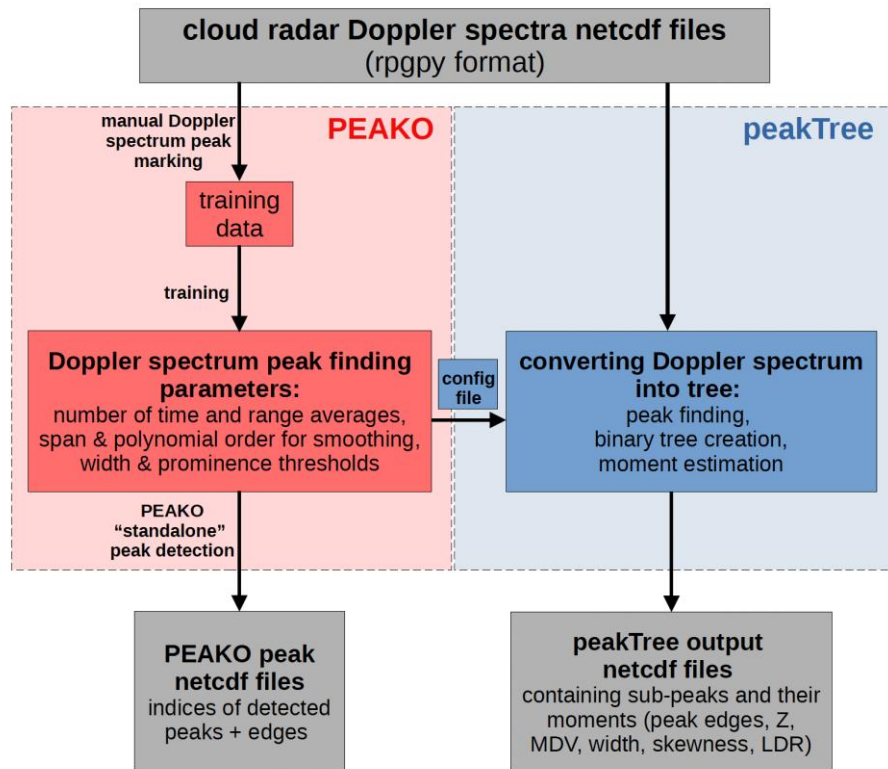 cloud radar Doppler spectra netcdf files
(rpgpy format)
PEAKO
peakTree
manual Doppler
spectrum peak
marking
training
data
training
Doppler spectrum peak finding
parameters:
number of time and range averages,
span & polynomial order for smoothing,
width & prominence thresholds
config
file
converting Doppler spectrum
into tree:
peak finding,
binary tree creation,
moment estimation
PEAKO
“standalone”
peak detection
PEAKO peak
netcdf files
indices of detected
peaks + edges
peakTree output
netcdf files
containing sub-peaks and their
moments (peak edges, Z,
MDV, width, skewness, LDR)